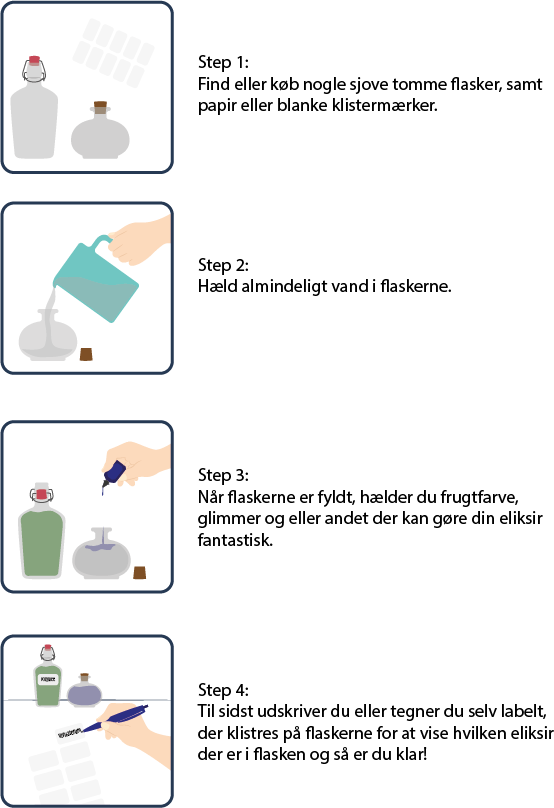 Step 1:
Find eller køb nogle sjove tomme flasker, samt
papir eller blanke klistermærker.
Step 2:
Hæld almindeligt vand i flaskerne.
Step 3:
Når flaskerne er fyldt, hælder du frugtfarve,
glimmer og eller andet der kan gøre din eliksir
fantastisk.
Step 4:
Til sidst udskriver du eller tegner du selv labelt,
der klistres på flaskerne for at vise hvilken eliksir
der er i flasken og så er du klar!